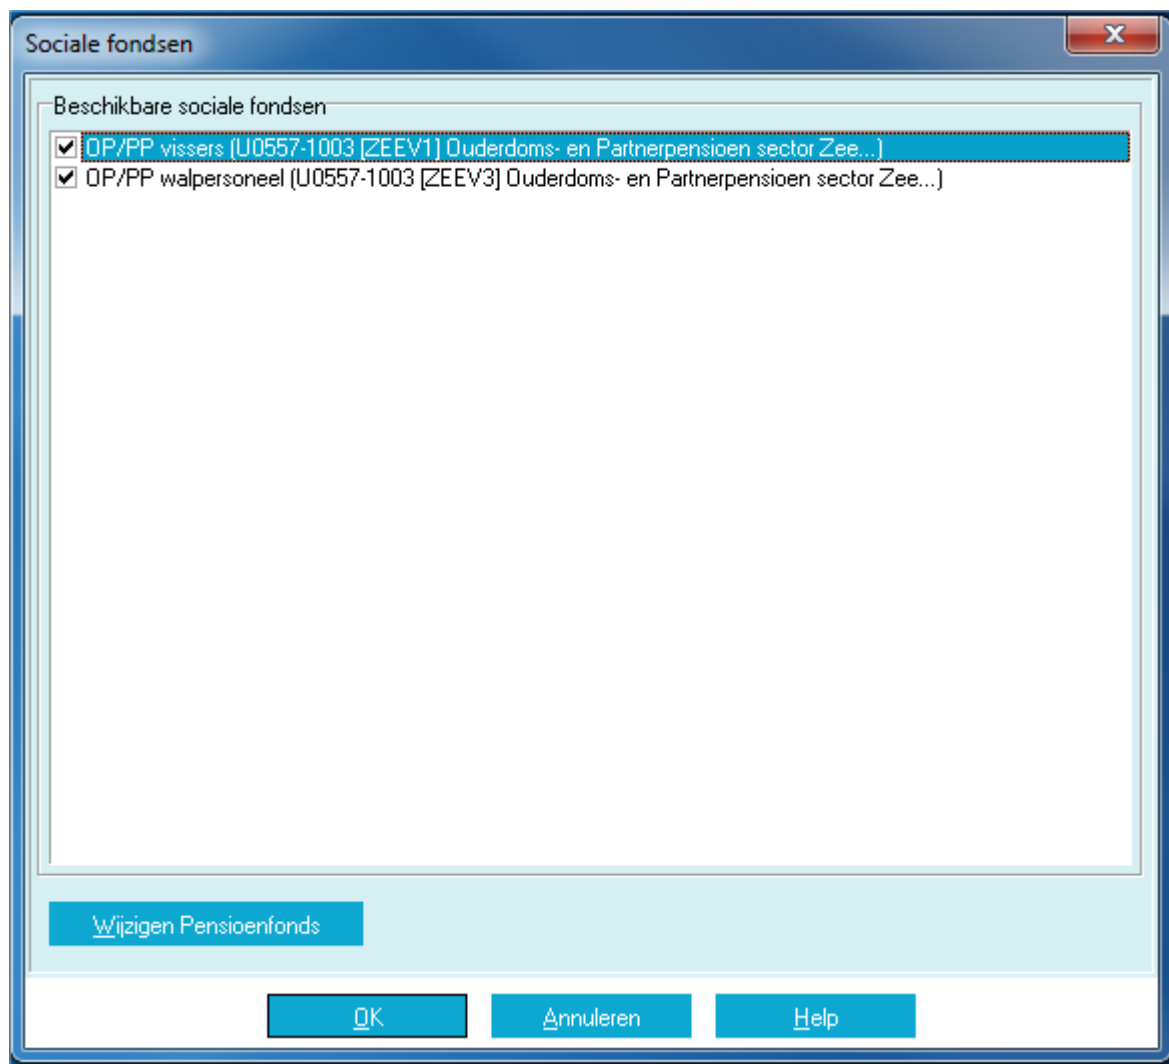 Sociale fondsen
Beschikbare sociale fondsen
OP/PP vissers (U0557-1003 [ZEEV1] Ouderdoms- en Partnerpensioen sector Zee...)
OP/PP walpersoneel (U0557-1003 [ZEEV3] Ouderdoms- en Partnerpensioen sector Zee...)
Wijzigen Pensioenfonds
OK Annuleren Help